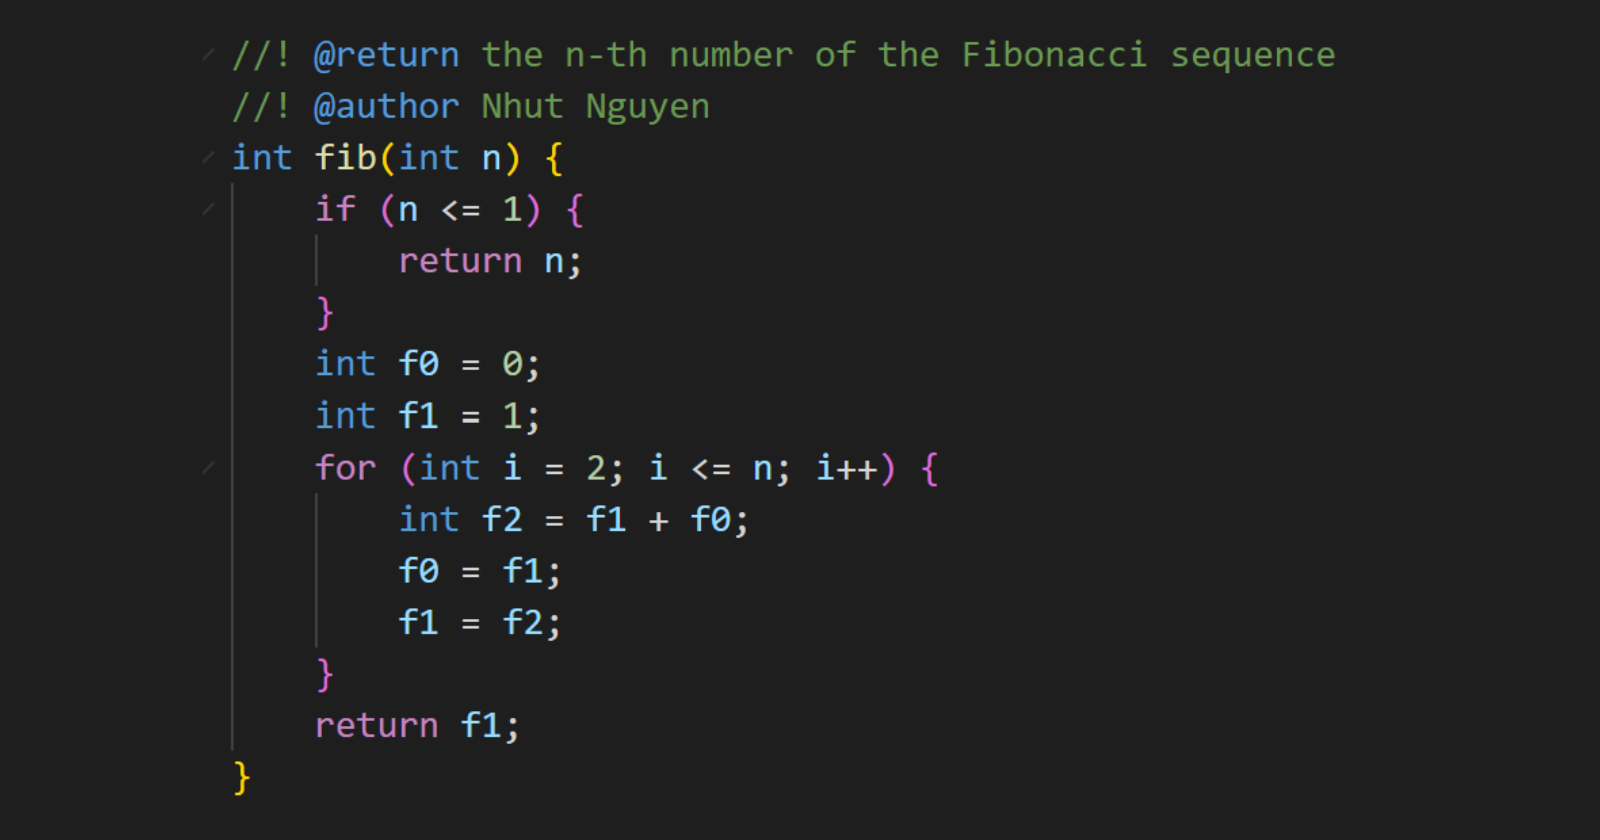 //! @return the n-th number of the Fibonacci sequence
//! @author Nhut Nguyen
int fib(int n) {
    if (n <= 1) {
        return n;
    }
    int f0 = 0;
    int f1 = 1;
    for (int i = 2; i <= n; i++) {
        int f2 = f1 + f0;
        f0 = f1;
        f1 = f2;
    }
    return f1;
}